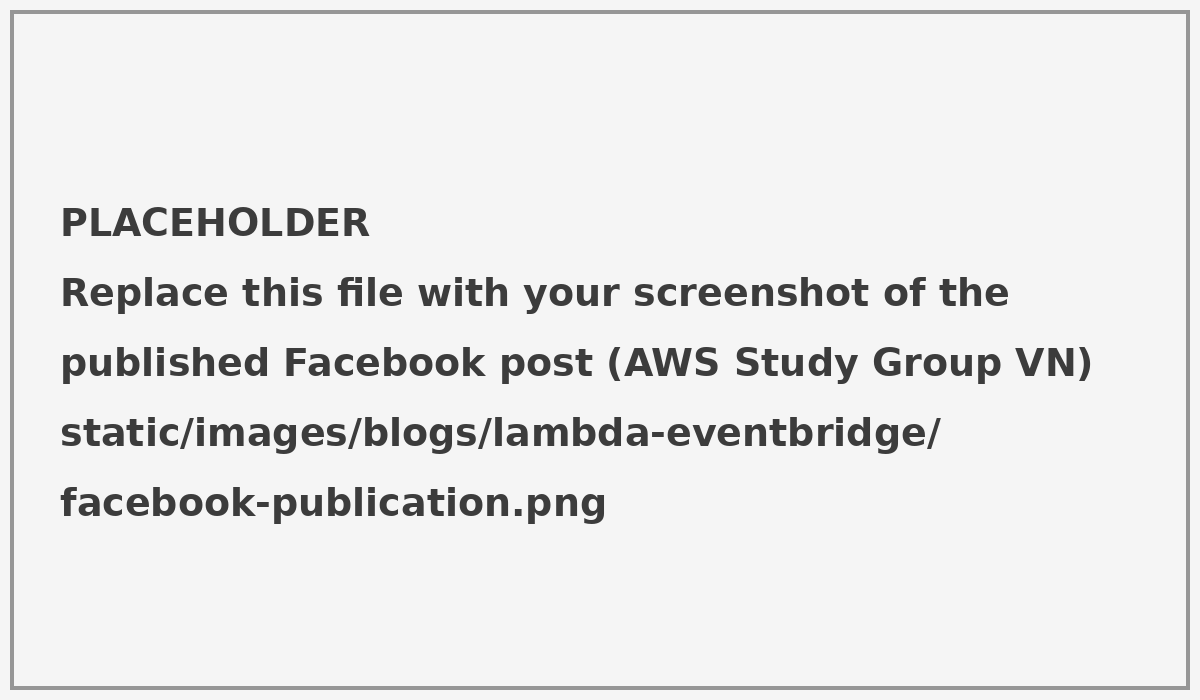 PLACEHOLDER
Replace this file with your screenshot of the
published Facebook post (AWS Study Group VN)
static/images/blogs/lambda-eventbridge/
facebook-publication.png